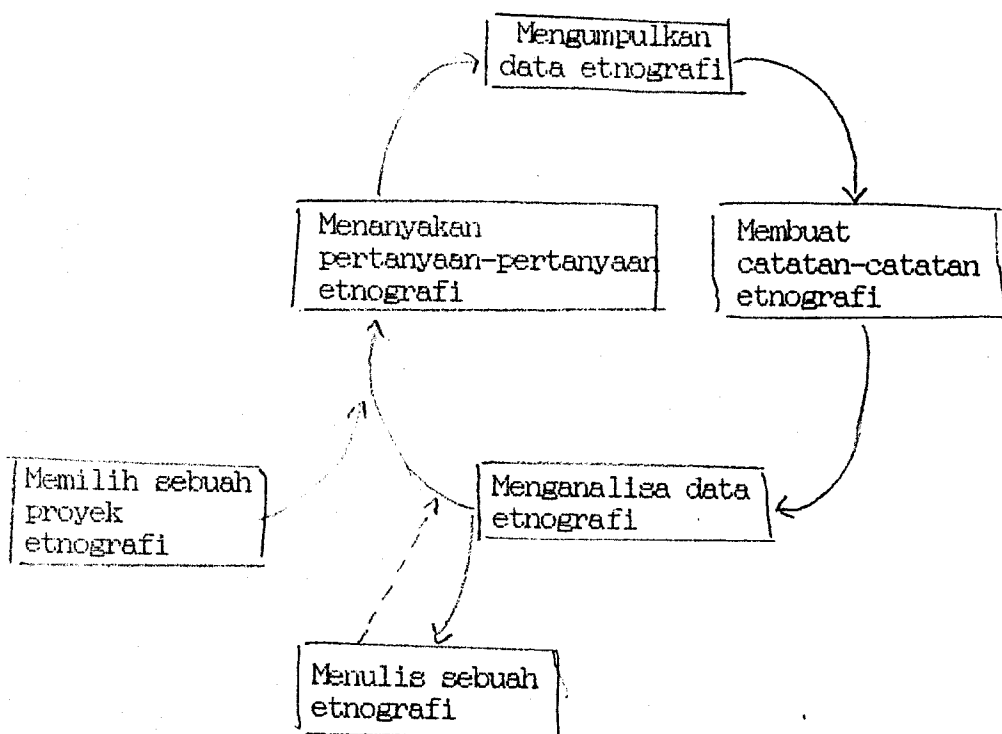 Mengumpulkan
data etnografi
Menanyakan
pertanyaan-pertanyaan
etnografi
Membuat
catatan-catatan
etnografi
Memilih sebuah
proyek
etnografi
Menganalisa data
etnografi
Menulis sebuah
etnografi